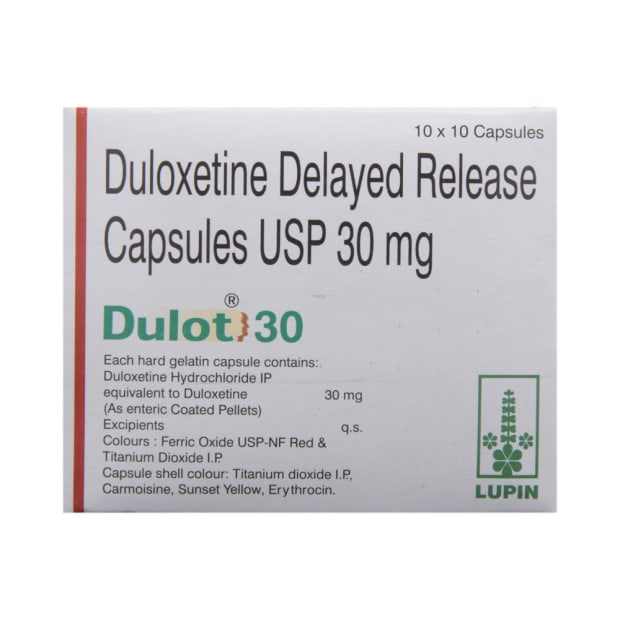 10 x 10 Capsules
Duloxetine Delayed Release
Capsules USP 30 mg
Dulot® 30
Each hard gelatin capsule contains:
Duloxetine Hydrochloride IP
equivalent to Duloxetine 30 mg
(As enteric Coated Pellets)
Excipients q.s.
Colours : Ferric Oxide USP-NF Red &
Titanium Dioxide I.P.
Capsule shell colour: Titanium dioxide I.P.,
Carmoisine, Sunset Yellow, Erythrocin.
LUPIN